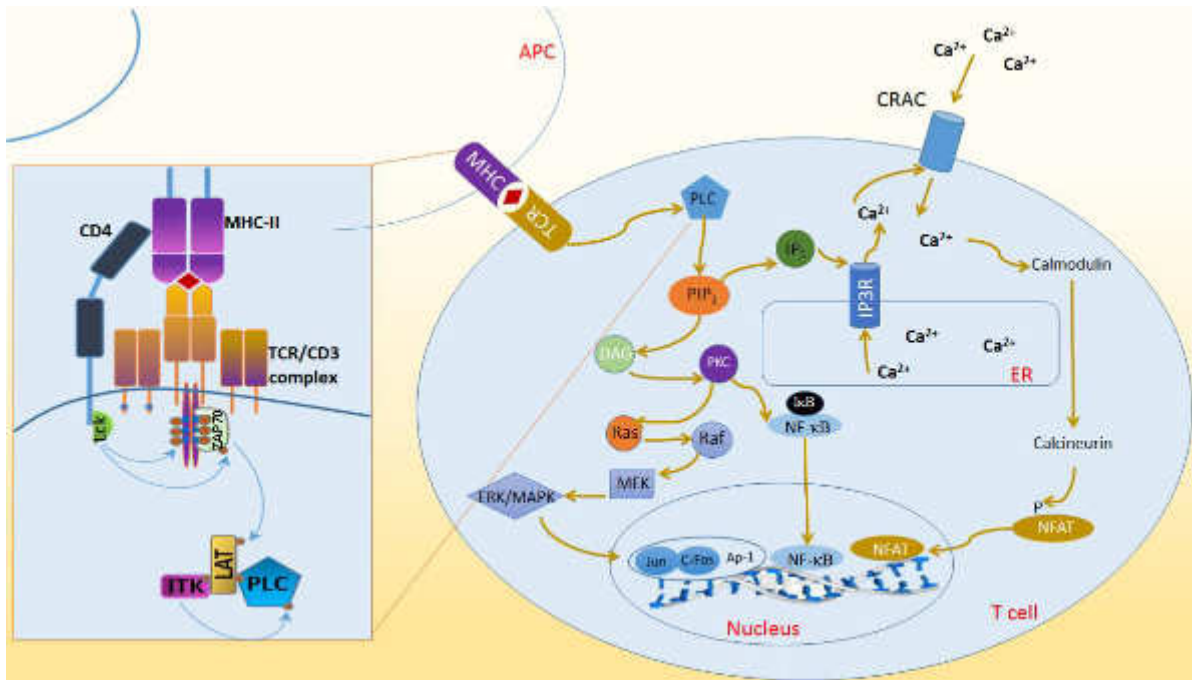 APC
Ca²⁺
Ca²⁺
Ca²⁺
CRAC
MHC
TCR
PLC
CD4
MHC-II
Ca²⁺
Ca²⁺
IP₃
Calmodulin
PIP₂
IP3R
Ca²⁺
Ca²⁺
Ca²⁺
ER
DAG
PKC
TCR/CD3
complex
IκB
NF-κB
lck
ZAP70
Ras
Raf
Calcineurin
MEK
ERK/MAPK
P
NFAT
LAT
ITK
PLC
Jun
C-Fos
Ap-1
NF-κB
NFAT
Nucleus
T cell